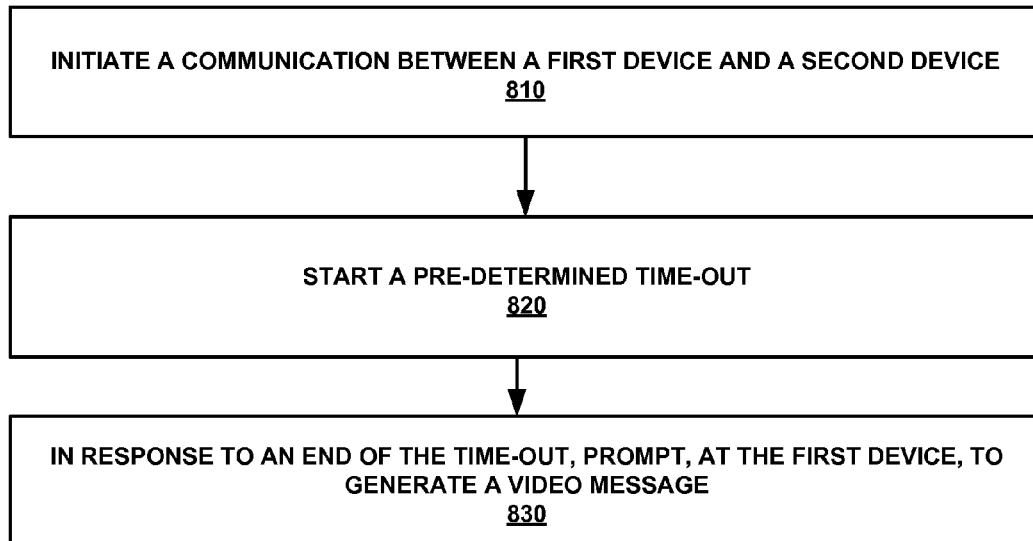 INITIATE A COMMUNICATION BETWEEN A FIRST DEVICE AND A SECOND DEVICE
810
START A PRE-DETERMINED TIME-OUT
820
IN RESPONSE TO AN END OF THE TIME-OUT, PROMPT, AT THE FIRST DEVICE, TO
GENERATE A VIDEO MESSAGE
830